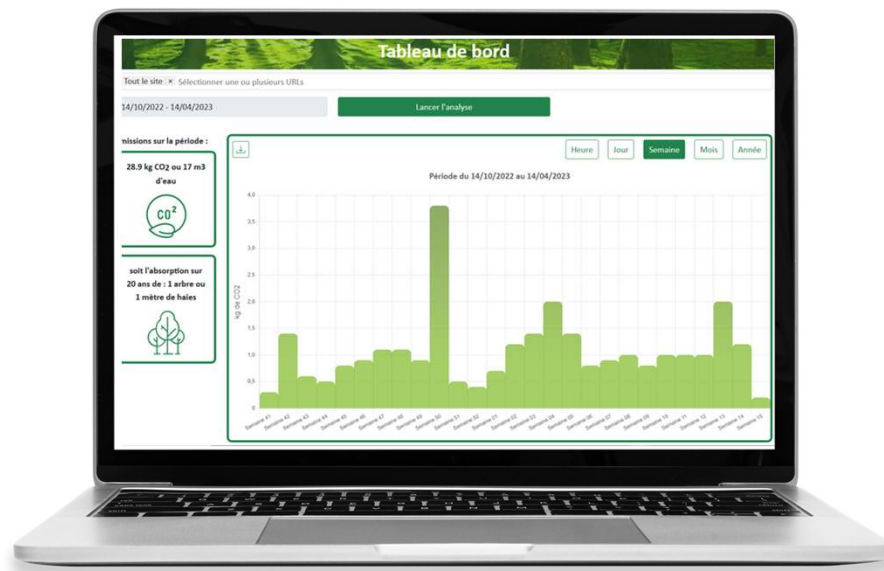 Tableau de bord
Tout le site × Sélectionner une ou plusieurs URLs
14/10/2022 - 14/04/2023
Lancer l'analyse
missions sur la période :
28.9 kg CO2 ou 17 m3
d'eau
CO²
soit l'absorption sur
20 ans de : 1 arbre ou
1 mètre de haies
Heure Jour Semaine Mois Année
Période du 14/10/2022 au 14/04/2023
kg de CO2
4,0
3,5
3,0
2,5
2,0
1,5
1,0
0,5
0
Semaine 41 Semaine 42 Semaine 43 Semaine 44 Semaine 45 Semaine 46 Semaine 47 Semaine 48 Semaine 49 Semaine 50 Semaine 51 Semaine 52 Semaine 01 Semaine 02 Semaine 03 Semaine 04 Semaine 05 Semaine 06 Semaine 07 Semaine 08 Semaine 09 Semaine 10 Semaine 11 Semaine 12 Semaine 13 Semaine 14 Semaine 15